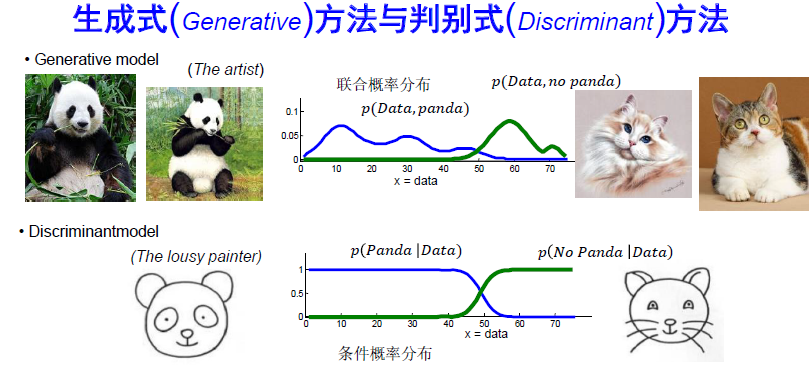 生成式(Generative)方法与判别式(Discriminant)方法
• Generative model
(The artist)
联合概率分布
p(Data,panda)
p(Data,no panda)
0.1
0.05
0
0 10 20 30 40 50 60 70
x = data
• Discriminantmodel
(The lousy painter)
p(Panda |Data)
p(No Panda |Data)
1
0.5
0
0 10 20 30 40 50 60 70
x = data
条件概率分布